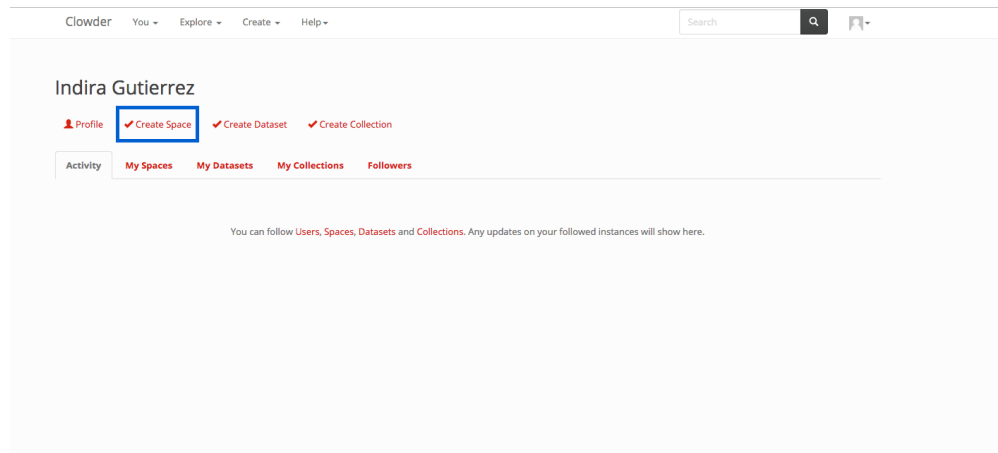 Clowder You Explore Create Help Search
Indira Gutierrez
Profile Create Space Create Dataset Create Collection
Activity My Spaces My Datasets My Collections Followers
You can follow Users, Spaces, Datasets and Collections. Any updates on your followed instances will show here.